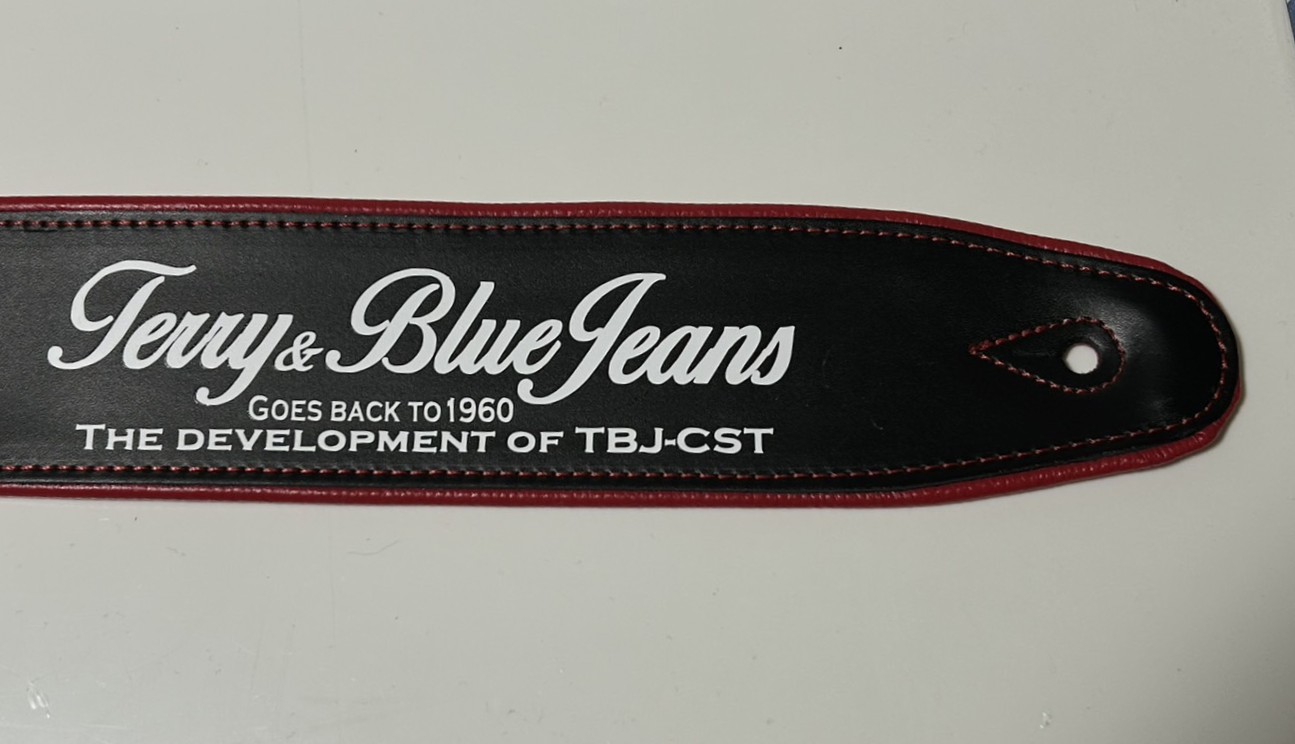 Terry & Blue Jeans
GOES BACK TO 1960
THE DEVELOPMENT OF TBJ-CST